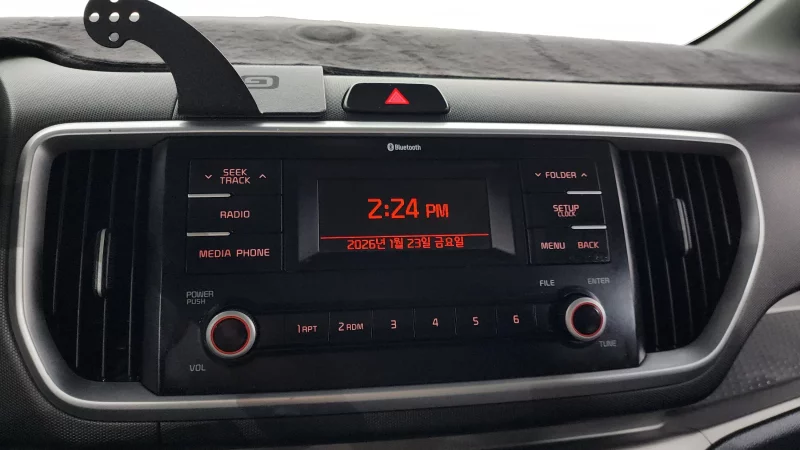 Bluetooth
SEEK
TRACK
FOLDER
RADIO
2:24 PM
SETUP
CLOCK
MEDIA PHONE
2026년 1월 23일 금요일
MENU BACK
POWER
PUSH
FILE
ENTER
1 APT
2 RDM
3
4
5
6
VOL
TUNE